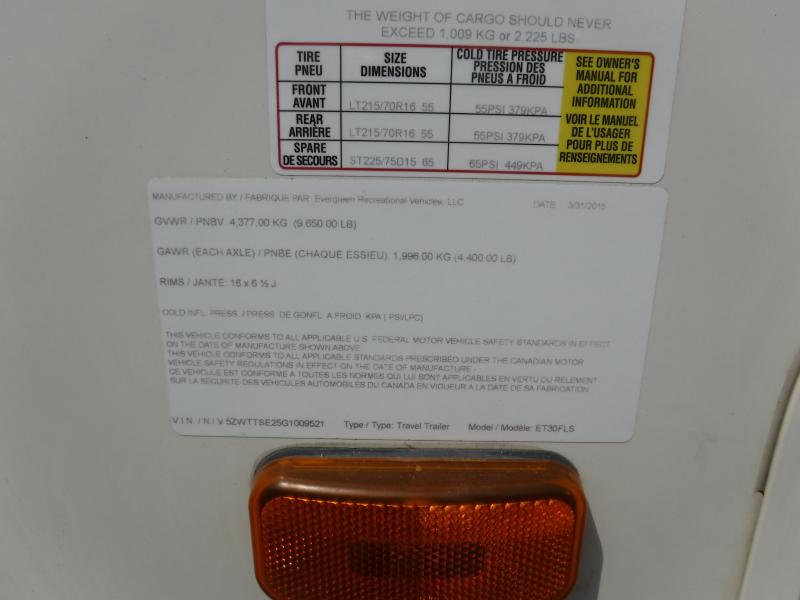 THE WEIGHT OF CARGO SHOULD NEVER
EXCEED 1,009 KG or 2,225 LBS
TIRE
PNEU
SIZE
DIMENSIONS
COLD TIRE PRESSURE
PRESSION DES
PNEUS A FROID
SEE OWNER'S
MANUAL FOR
ADDITIONAL
INFORMATION
VOIR LE MANUEL
DE L'USAGER
POUR PLUS DE
RENSEIGNEMENTS
FRONT
AVANT
LT215/70R16 55
55PSI 379KPA
REAR
ARRIÈRE
LT215/70R16 55
55PSI 379KPA
SPARE
DE SECOURS
ST225/75D15 65
65PSI 449KPA
MANUFACTURED BY / FABRIQUE PAR: Evergreen Recreational Vehicles, LLC DATE: 3/31/2015
GVWR / PNBV 4,377.00 KG (9,650.00 LB)
GAWR (EACH AXLE) / PNBE (CHAQUE ESSIEU): 1,996.00 KG (4,400.00 LB)
RIMS / JANTE: 16 x 6 ½ J
COLD INFL. PRESS. / PRESS. DE GONFL. A FROID KPA ( PSI/LPC)
THIS VEHICLE CONFORMS TO ALL APPLICABLE U.S. FEDERAL MOTOR VEHICLE SAFETY STANDARDS IN EFFECT
ON THE DATE OF MANUFACTURE SHOWN ABOVE
THIS VEHICLE CONFORMS TO ALL APPLICABLE STANDARDS PRESCRIBED UNDER THE CANADIAN MOTOR
VEHICLE SAFETY REGULATIONS IN EFFECT ON THE DATE OF MANUFACTURE -
CE VEHICULE EST CONFORME A TOUTES LES NORMES QUI LUI SONT APPLICABLES EN VERTU DU RELEMENT
SUR LA SECURITE DES VEHICULES AUTOMOBILES DU CANADA EN VIGUEUR A LA DATE DE SA FABRICATION
V.I.N. / N.I.V 5ZWTTSE25G1009521 Type / Type: Travel Trailer Model / Modèle: ET30FLS